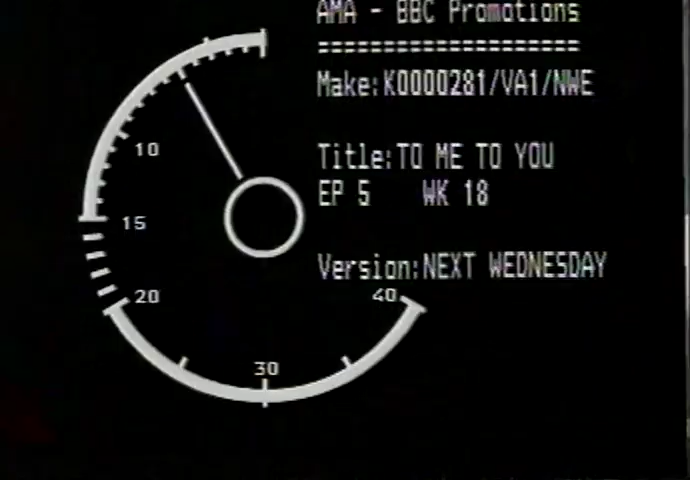 AMA - BBC Promotions
====================
Make:K0000281/VA1/NWE
Title:TO ME TO YOU
EP 5 WK 18
Version:NEXT WEDNESDAY
10
15
20
30
40